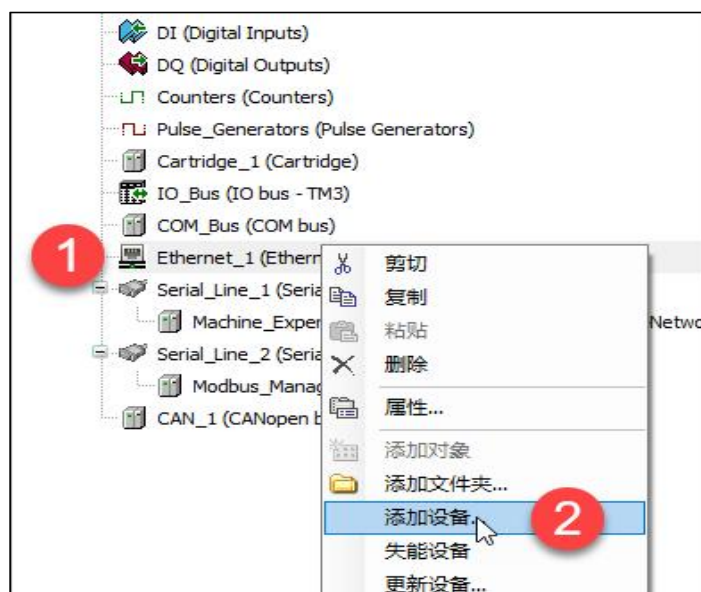 DI (Digital Inputs)
DQ (Digital Outputs)
Counters (Counters)
Pulse_Generators (Pulse Generators)
Cartridge_1 (Cartridge)
IO_Bus (IO bus - TM3)
COM_Bus (COM bus)
1
Ethernet_1 (Ethern
Serial_Line_1 (Seria
Machine_Exper
Netwo
Serial_Line_2 (Seria
Modbus_Manag
CAN_1 (CANopen b
剪切
复制
粘贴
删除
属性...
添加对象
添加文件夹...
添加设备...
2
失能设备
更新设备...